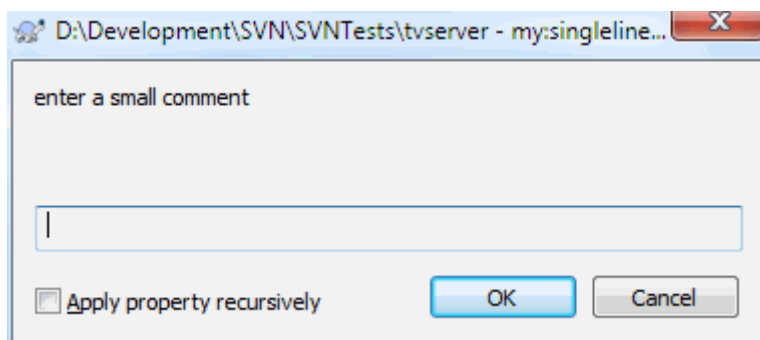 D:\Development\SVN\SVNTests\tvserver - my:singleline...
enter a small comment
Apply property recursively
OK
Cancel